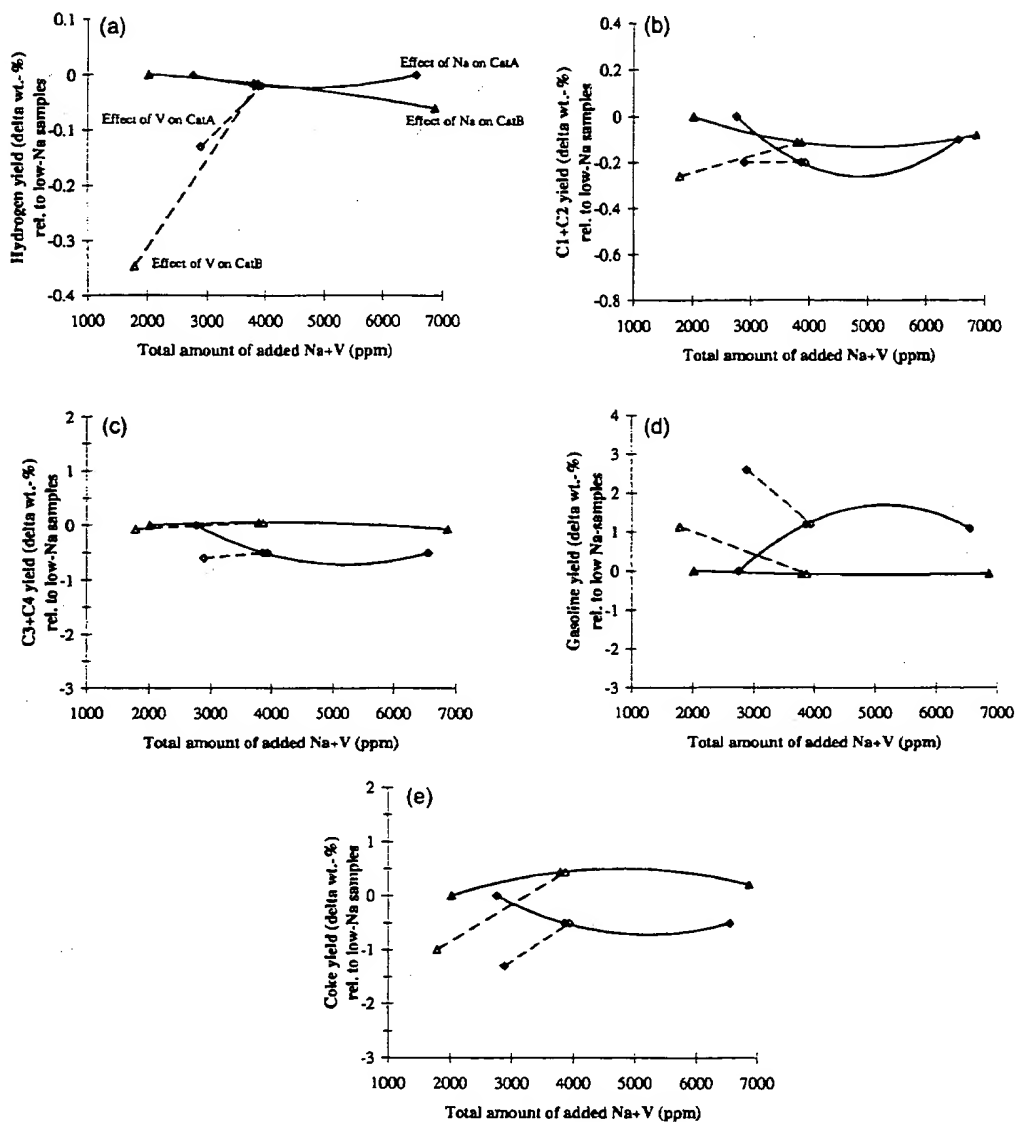 (a)
Hydrogen yield (delta wt.-%)
rel. to low-Na samples
0.1
0
-0.1
-0.2
-0.3
-0.4
Effect of Na on CatA
Effect of V on CatA
Effect of Na on CatB
Effect of V on CatB
1000 2000 3000 4000 5000 6000 7000
Total amount of added Na+V (ppm)
(b)
C1+C2 yield (delta wt.-%)
rel. to low-Na samples
0.4
0.2
0
-0.2
-0.4
-0.6
-0.8
1000 2000 3000 4000 5000 6000 7000
Total amount of added Na+V (ppm)
(c)
C3+C4 yield (delta wt.-%)
rel. to low-Na samples
2
1
0
-1
-2
-3
1000 2000 3000 4000 5000 6000 7000
Total amount of added Na+V (ppm)
(d)
Gasoline yield (delta wt.-%)
rel. to low Na-samples
4
3
2
1
0
-1
-2
-3
1000 2000 3000 4000 5000 6000 7000
Total amount of added Na+V (ppm)
(e)
Coke yield (delta wt.-%)
rel. to low-Na samples
2
1
0
-1
-2
-3
1000 2000 3000 4000 5000 6000 7000
Total amount of added Na+V (ppm)